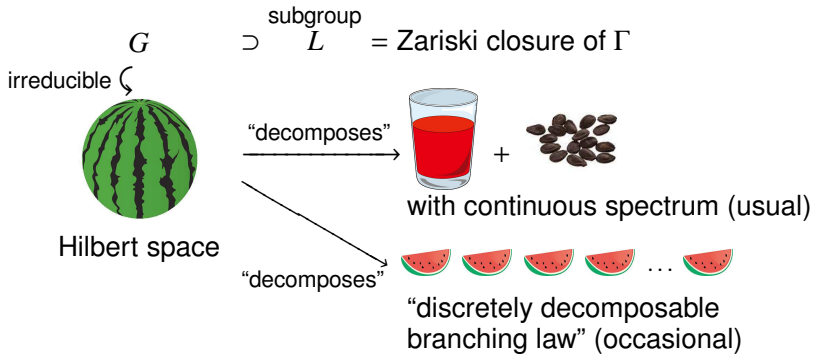 subgroup
G ⊃ L = Zariski closure of Γ
irreducible
“decomposes”
+
with continuous spectrum (usual)
Hilbert space
“decomposes”
...
“discretely decomposable
branching law” (occasional)